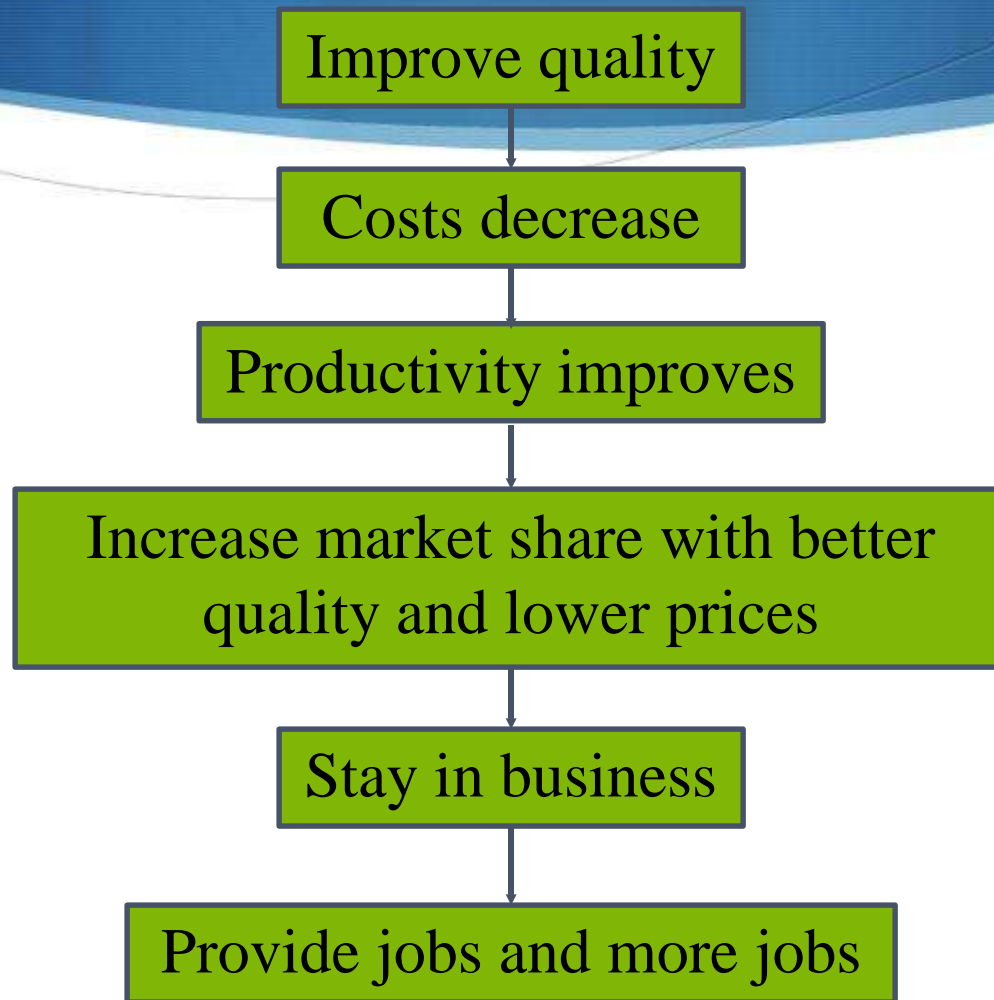 Improve quality
Costs decrease
Productivity improves
Increase market share with better
quality and lower prices
Stay in business
Provide jobs and more jobs